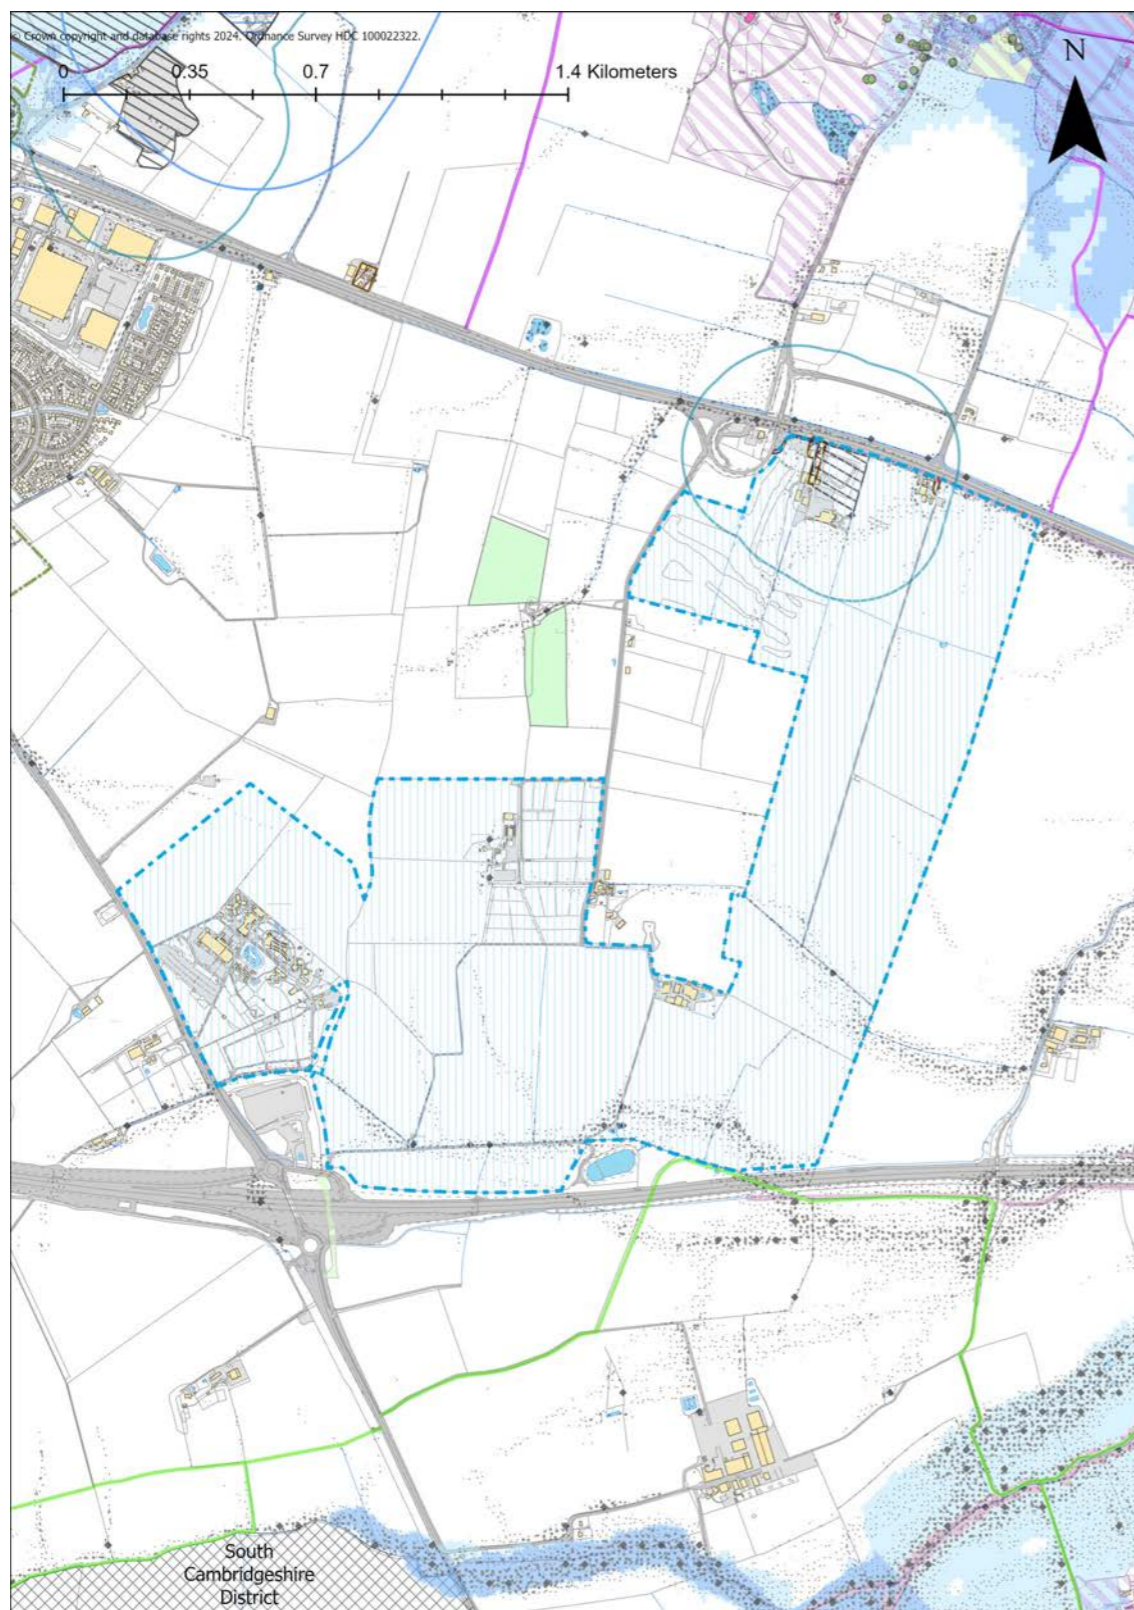 © Crown copyright and database rights 2024. Ordnance Survey HDC 100022322.
0 0.35 0.7 1.4 Kilometers
N
South
Cambridgeshire
District